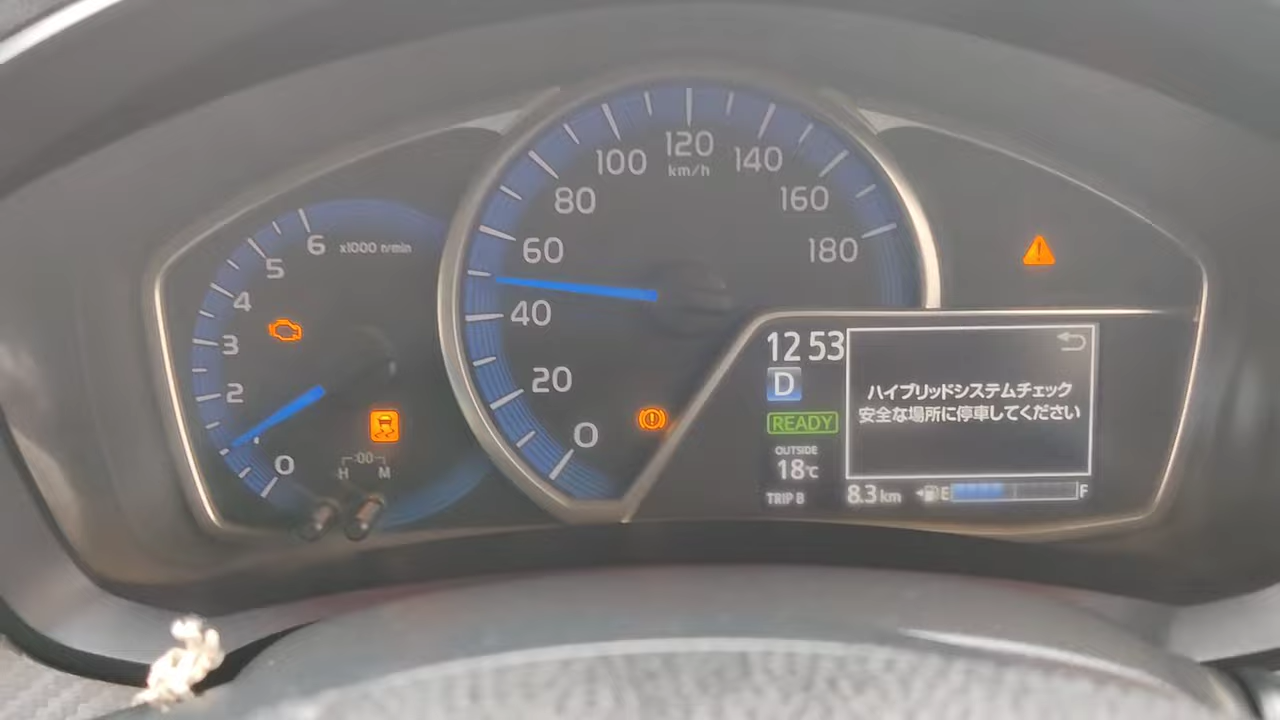 6 x1000 r/min
5
4
3
2
0
H :00 M
120
km/h
100 140
80 160
60 180
40
20
0
12 53
D
READY
OUTSIDE
18℃
TRIP B 8.3 km E F
ハイブリッドシステムチェック
安全な場所に停車してください